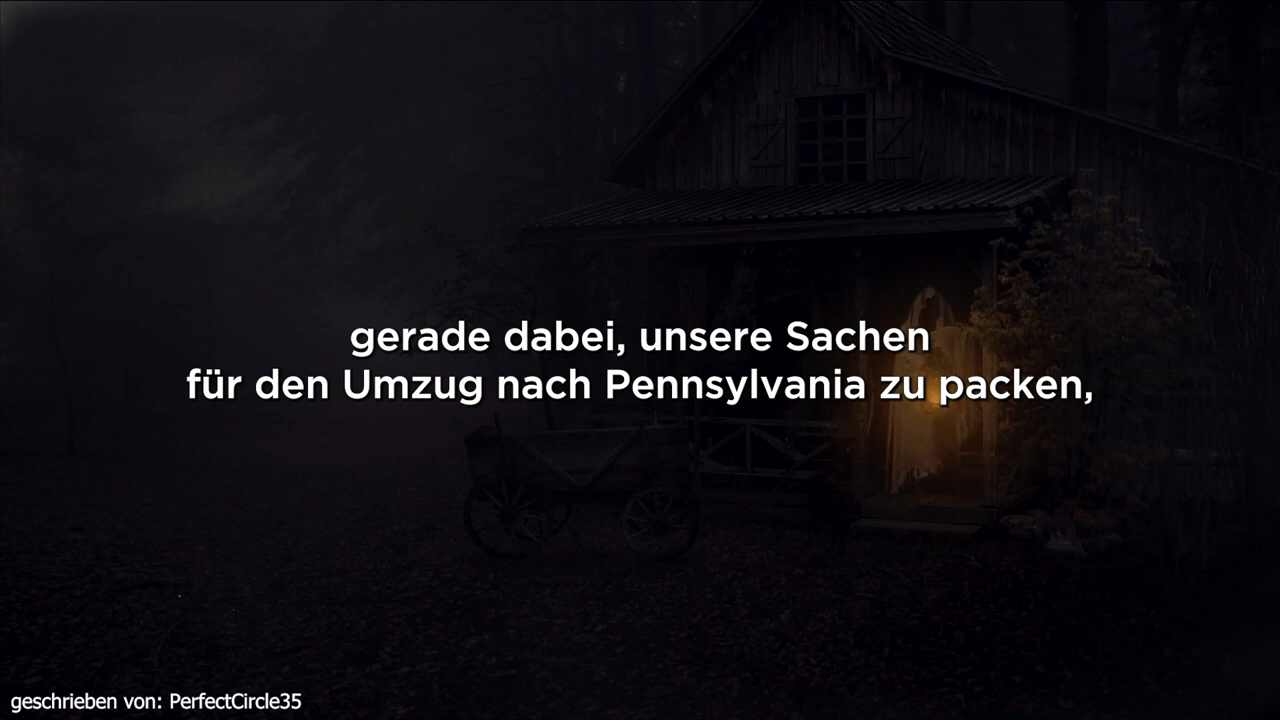 gerade dabei, unsere Sachen
für den Umzug nach Pennsylvania zu packen,
geschrieben von: PerfectCircle35